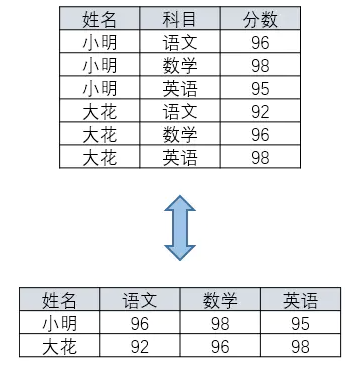 姓名 科目 分数
小明 语文 96
小明 数学 98
小明 英语 95
大花 语文 92
大花 数学 96
大花 英语 98
姓名 语文 数学 英语
小明 96 98 95
大花 92 96 98